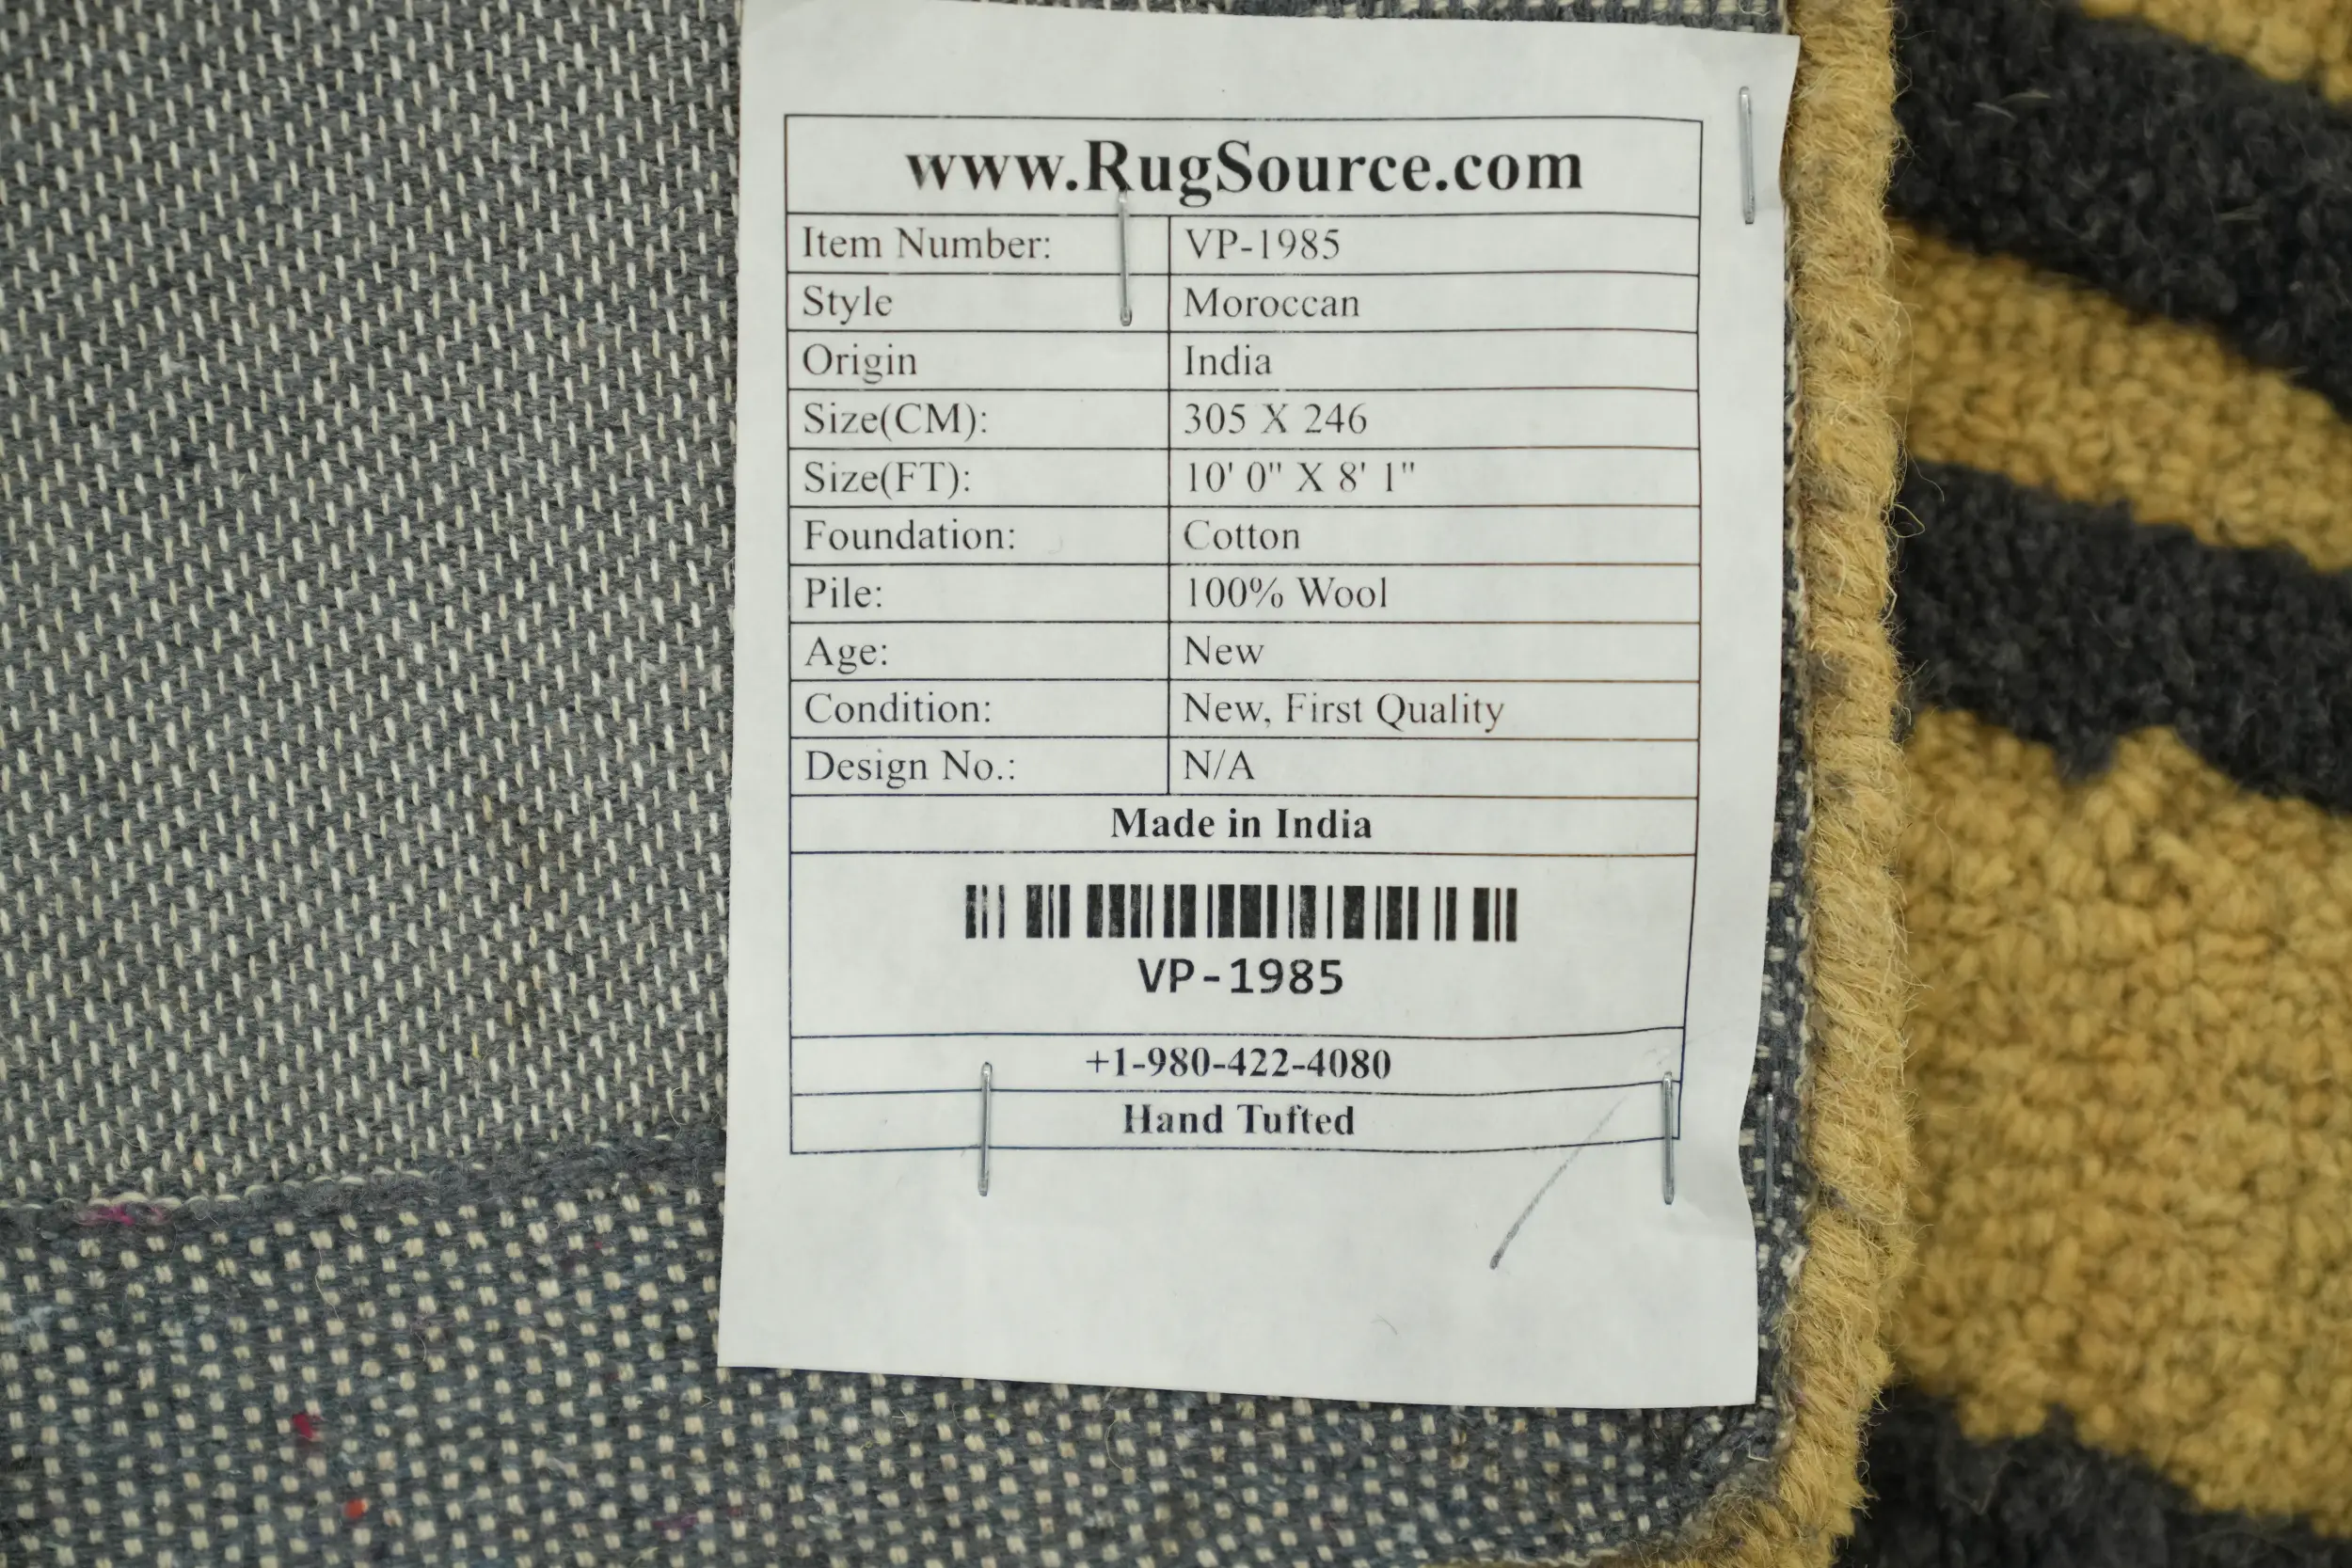 www.RugSource.com
Item Number: VP-1985
Style Moroccan
Origin India
Size(CM): 305 X 246
Size(FT): 10' 0" X 8' 1"
Foundation: Cotton
Pile: 100% Wool
Age: New
Condition: New, First Quality
Design No.: N/A
Made in India
VP-1985
+1-980-422-4080
Hand Tufted